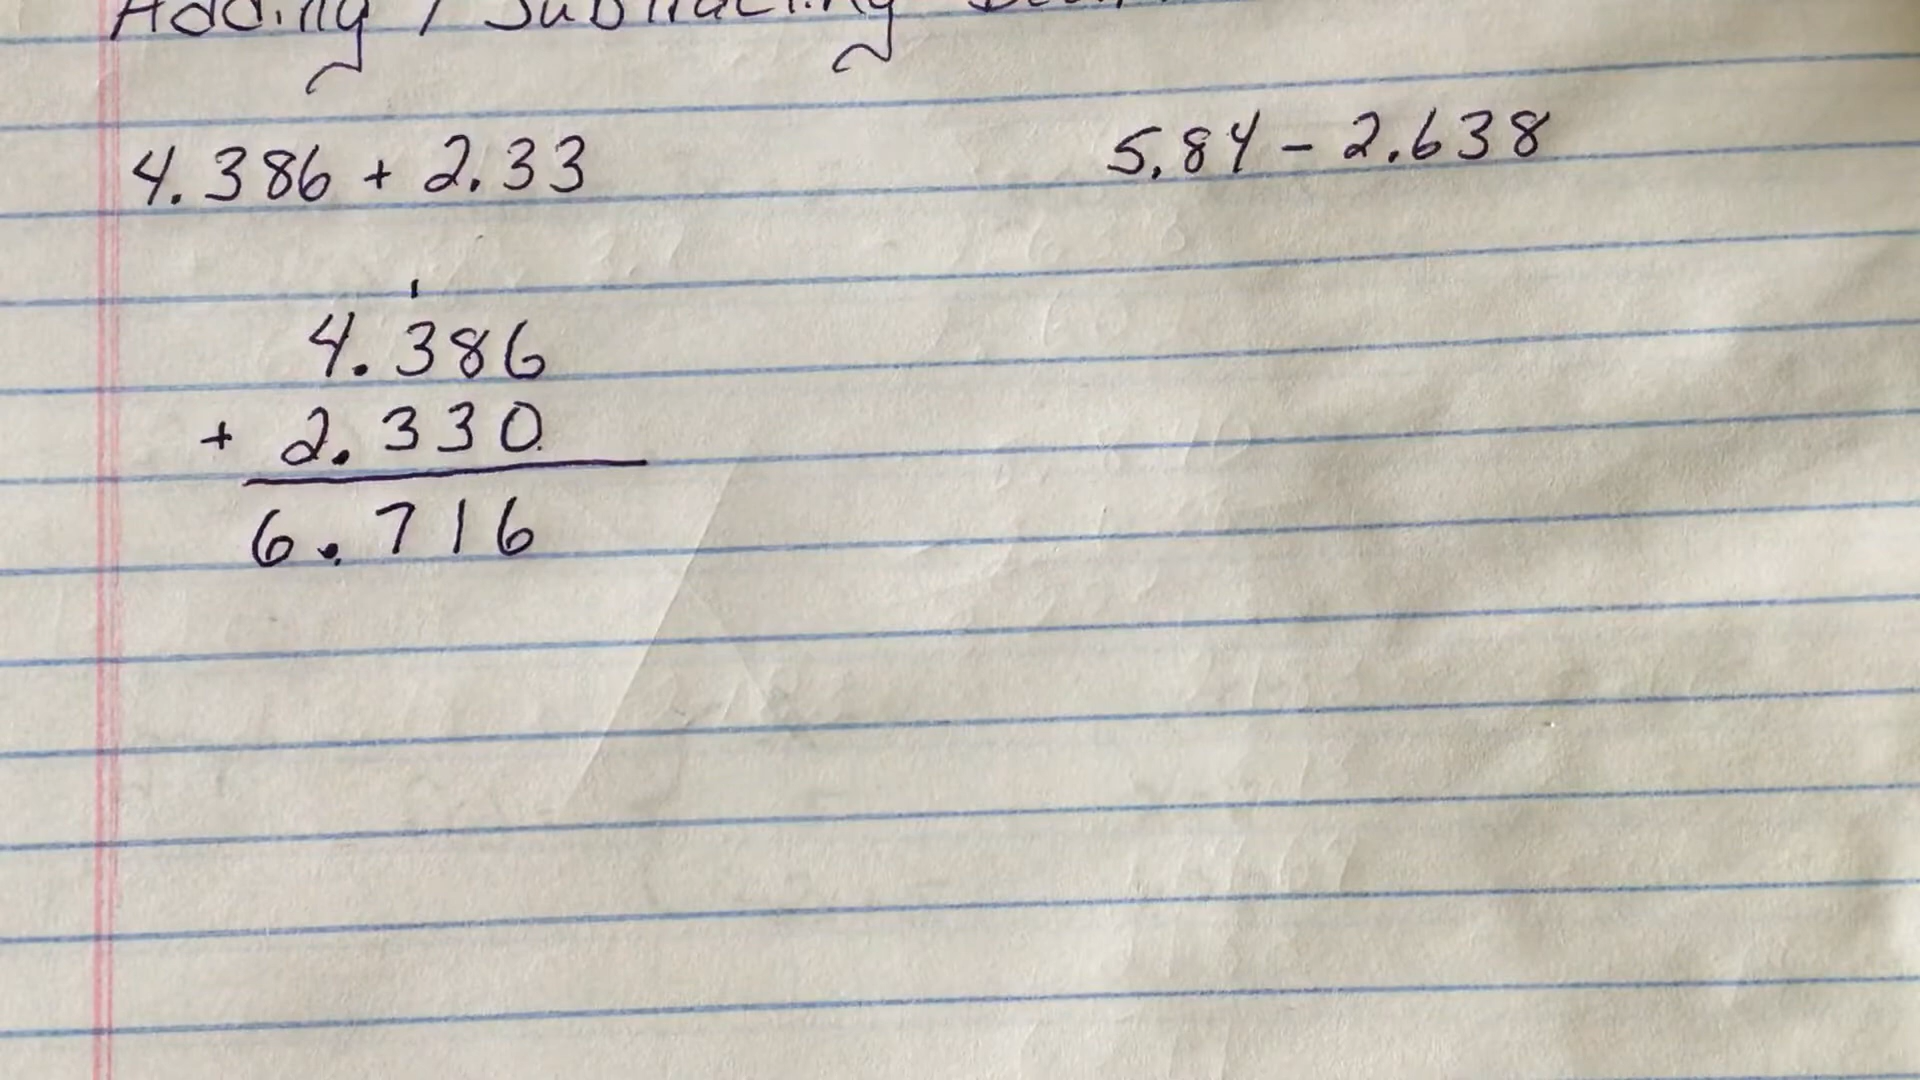 Adding / Subtracting
4.386 + 2.33
5.84 - 2.638
1
4.386
+ 2.330
6.716